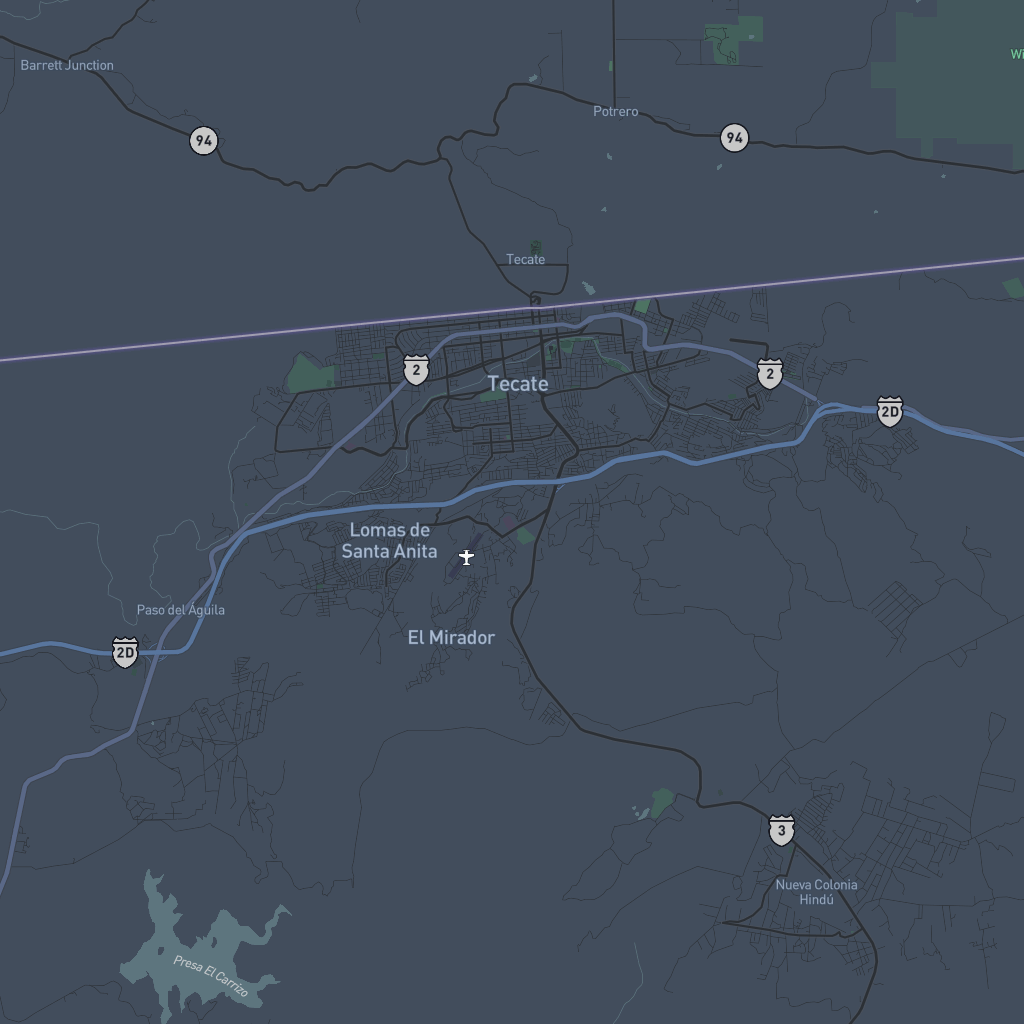 Wi
Barrett Junction
Potrero
94
94
Tecate
2
2
Tecate
2D
Lomas de
Santa Anita
Paso del Águila
El Mirador
2D
3
Nueva Colonia
Hindú
Presa El Carrizo